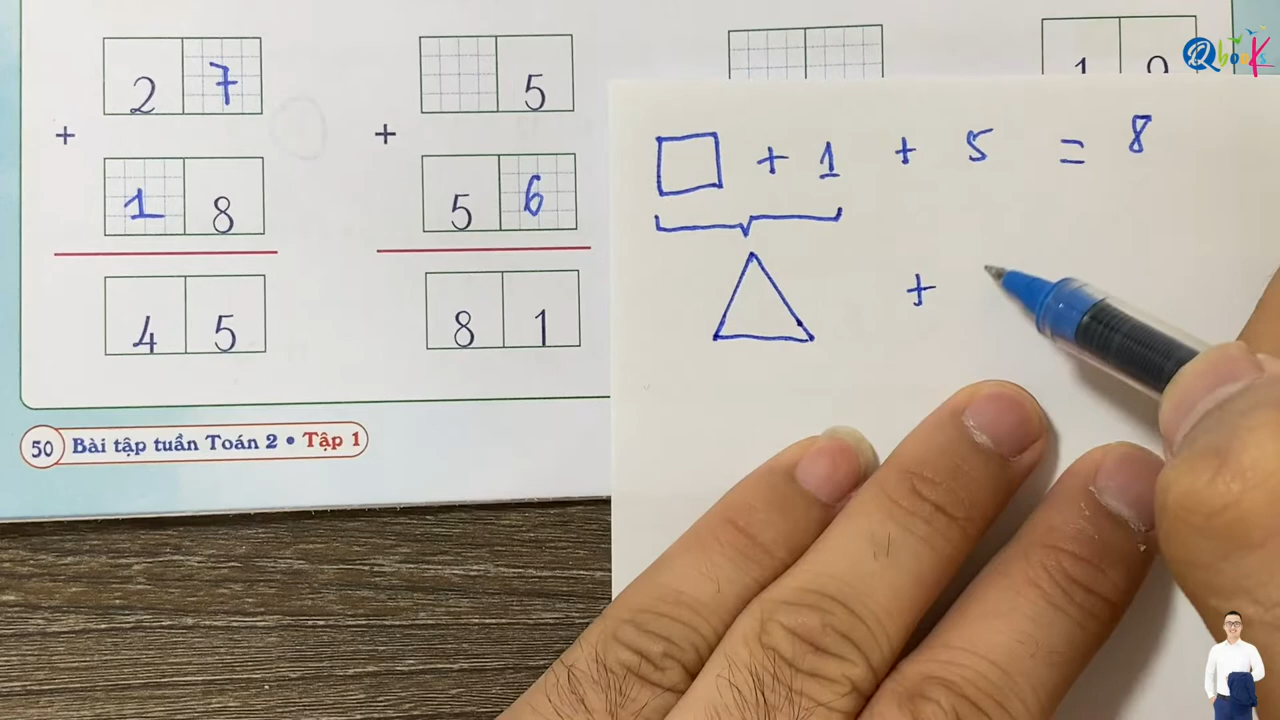 2 7 5
+ +
1 8 5 6
4 5 8 1
□ + 1 + 5 = 8
△ +
50 Bài tập tuần Toán 2 • Tập 1
Qbooks